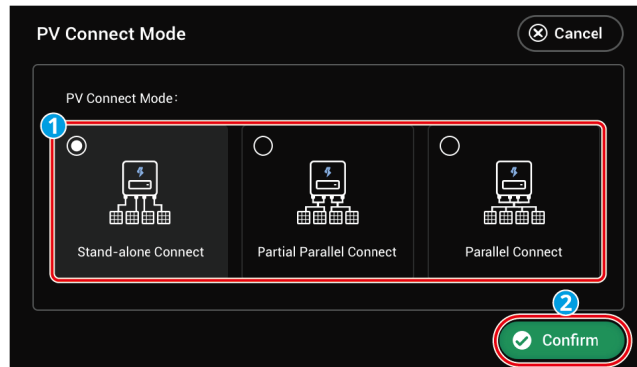 PV Connect Mode
Cancel
PV Connect Mode:
1
Stand-alone Connect
Partial Parallel Connect
Parallel Connect
2
Confirm